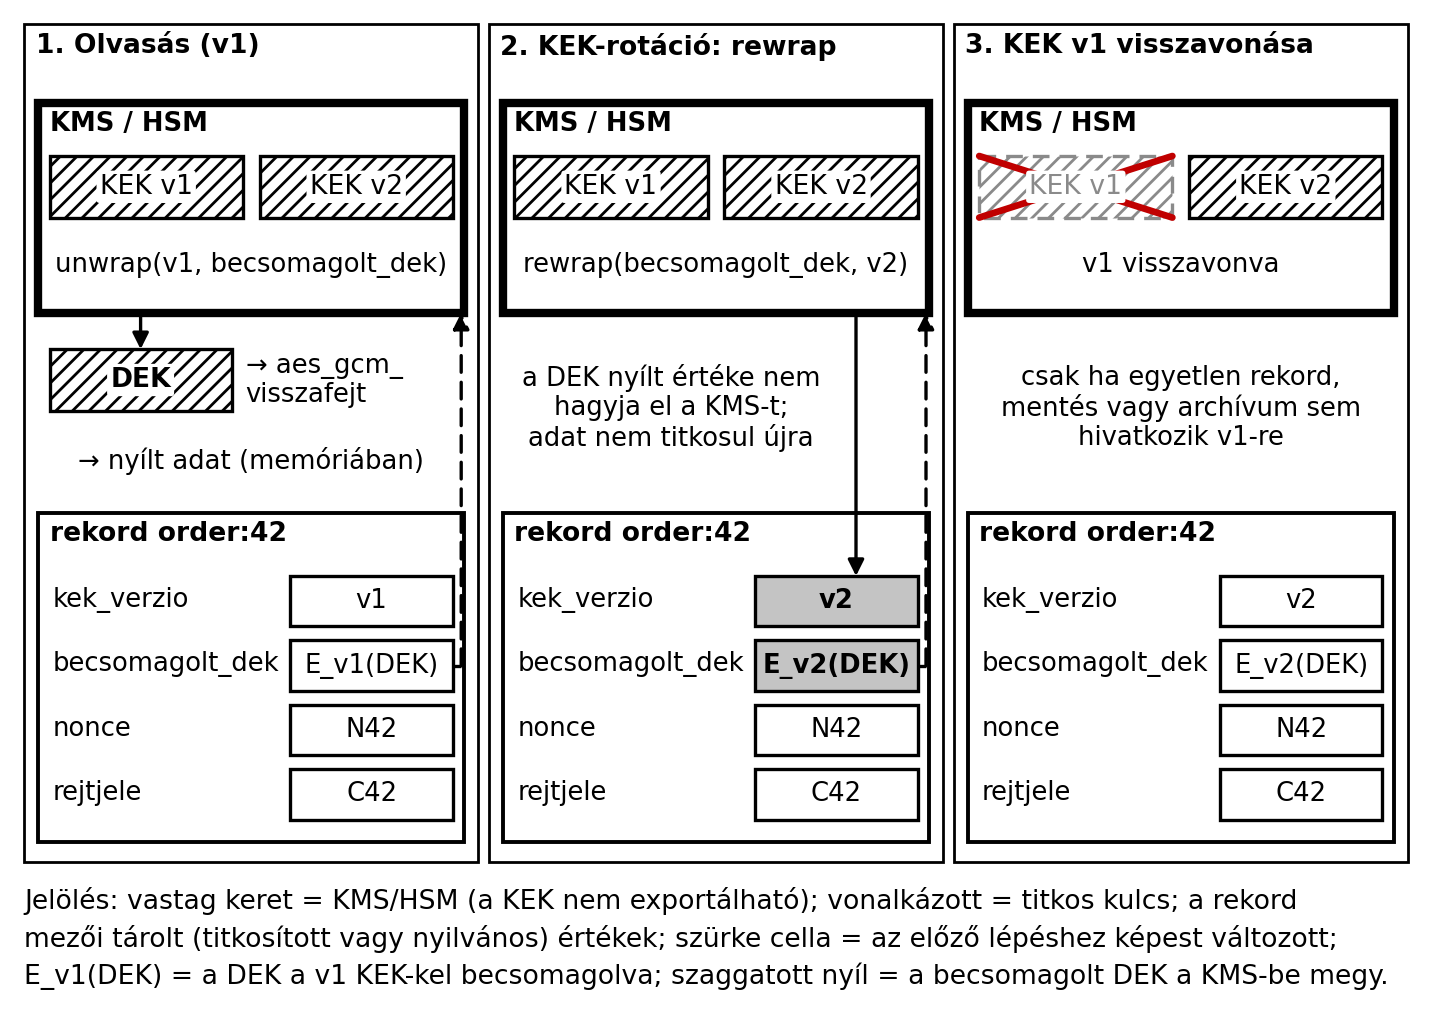 1. Olvasás (v1)
KMS / HSM
KEK v1
KEK v2
unwrap(v1, becsomagolt_dek)
DEK
→ aes_gcm_
visszafejt
→ nyílt adat (memóriában)
rekord order:42
kek_verzio
v1
becsomagolt_dek
E_v1(DEK)
nonce
N42
rejtjele
C42
2. KEK-rotáció: rewrap
KMS / HSM
KEK v1
KEK v2
rewrap(becsomagolt_dek, v2)
a DEK nyílt értéke nem
hagyja el a KMS-t;
adat nem titkosul újra
rekord order:42
kek_verzio
v2
becsomagolt_dek
E_v2(DEK)
nonce
N42
rejtjele
C42
3. KEK v1 visszavonása
KMS / HSM
KEK v1
KEK v2
v1 visszavonva
csak ha egyetlen rekord,
mentés vagy archívum sem
hivatkozik v1-re
rekord order:42
kek_verzio
v2
becsomagolt_dek
E_v2(DEK)
nonce
N42
rejtjele
C42
Jelölés: vastag keret = KMS/HSM (a KEK nem exportálható); vonalkázott = titkos kulcs; a rekord
mezői tárolt (titkosított vagy nyilvános) értékek; szürke cella = az előző lépéshez képest változott;
E_v1(DEK) = a DEK a v1 KEK-kel becsomagolva; szaggatott nyíl = a becsomagolt DEK a KMS-be megy.